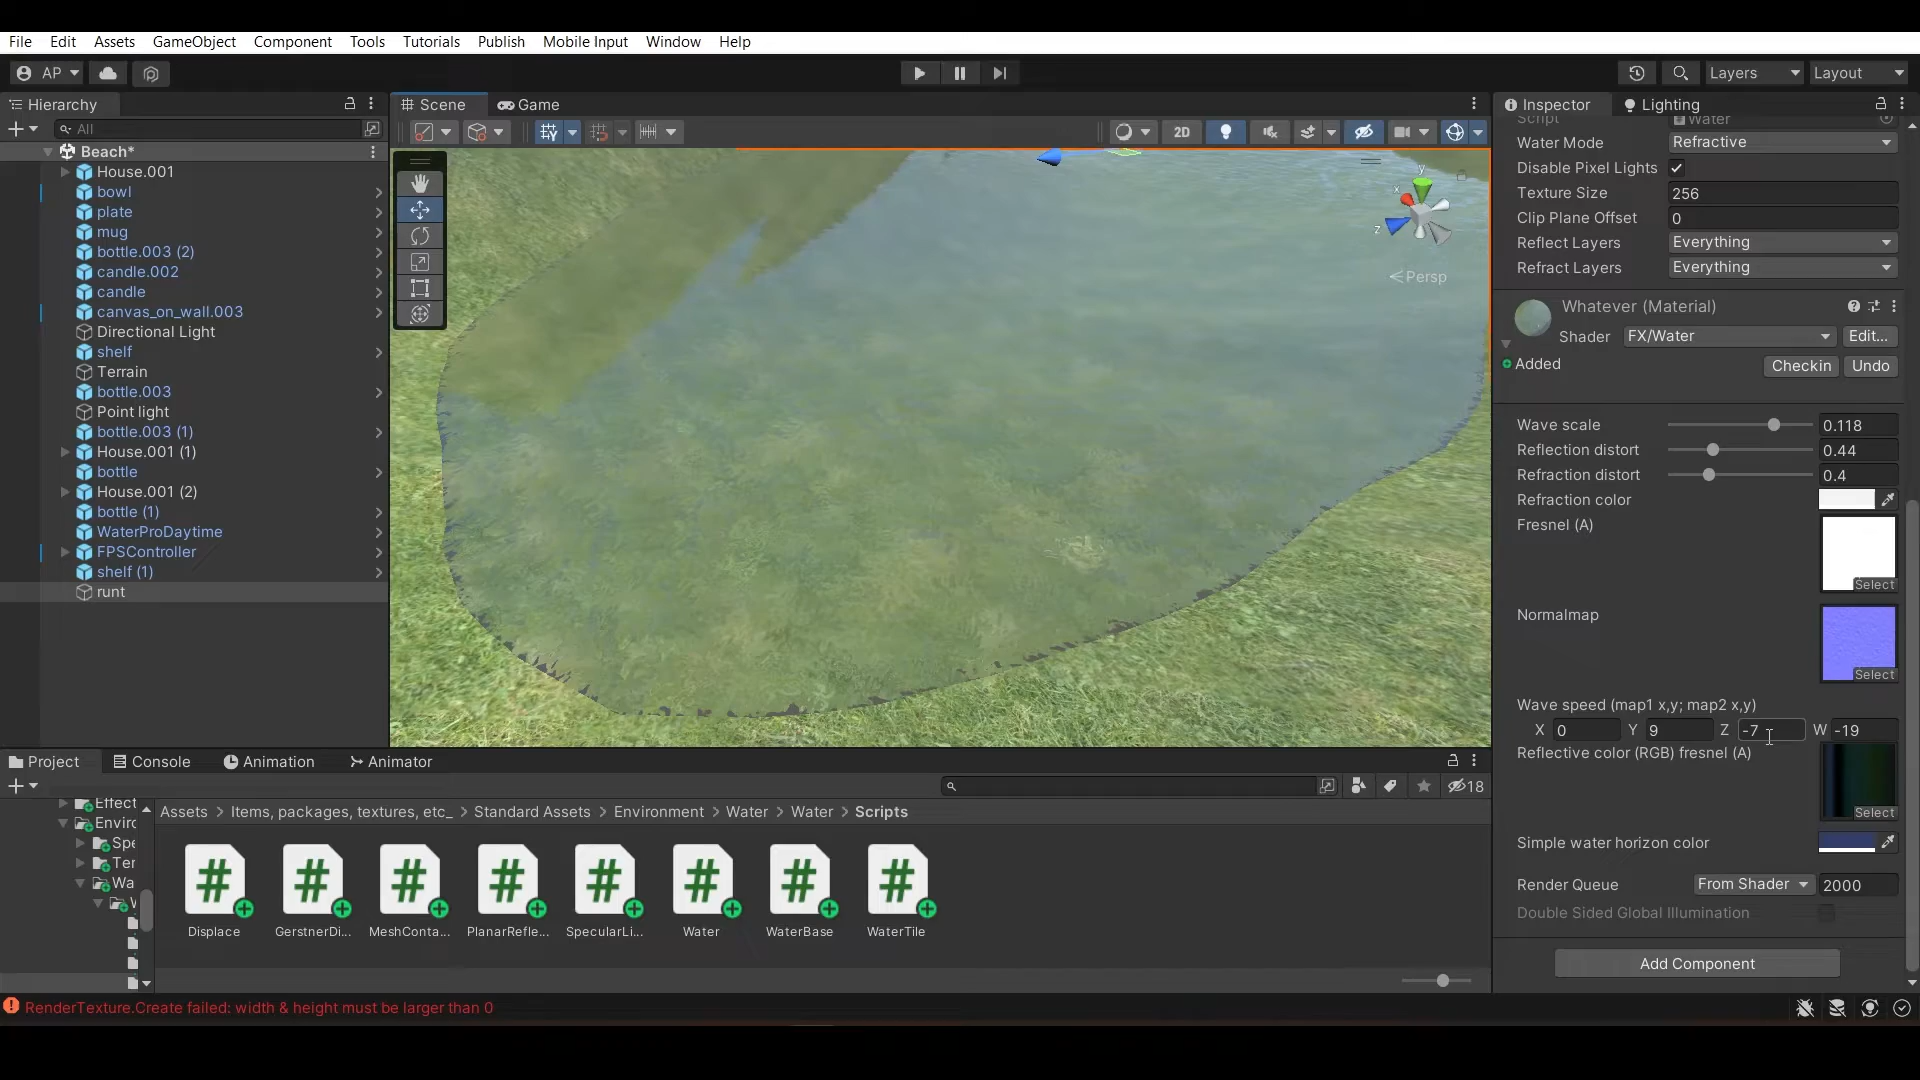 File Edit Assets GameObject Component Tools Tutorials Publish Mobile Input Window Help
AP Layers Layout
Hierarchy
All
Beach*
House.001
bowl
plate
mug
bottle.003 (2)
candle.002
candle
canvas_on_wall.003
Directional Light
shelf
Terrain
bottle.003
Point light
bottle.003 (1)
House.001 (1)
bottle
House.001 (2)
bottle (1)
WaterProDaytime
FPSController
shelf (1)
runt
Scene Game
2D
y
x
z
Persp
Inspector Lighting
Script Water
Water Mode Refractive
Disable Pixel Lights
Texture Size 256
Clip Plane Offset 0
Reflect Layers Everything
Refract Layers Everything
Whatever (Material)
Shader FX/Water Edit...
Added Checkin Undo
Wave scale 0.118
Reflection distort 0.44
Refraction distort 0.4
Refraction color
Fresnel (A)
Select
Normalmap
Select
Wave speed (map1 x,y; map2 x,y)
X 0 Y 9 Z -7 W -19
Reflective color (RGB) fresnel (A)
Select
Simple water horizon color
Render Queue From Shader 2000
Double Sided Global Illumination
Add Component
Project Console Animation Animator
18
Effect
Enviro
Spe
Ter
Wa
Assets > Items, packages, textures, etc_ > Standard Assets > Environment > Water > Water > Scripts
# # # # # # # #
Displace GerstnerDi... MeshConta... PlanarRefle... SpecularLi... Water WaterBase WaterTile
RenderTexture.Create failed: width & height must be larger than 0